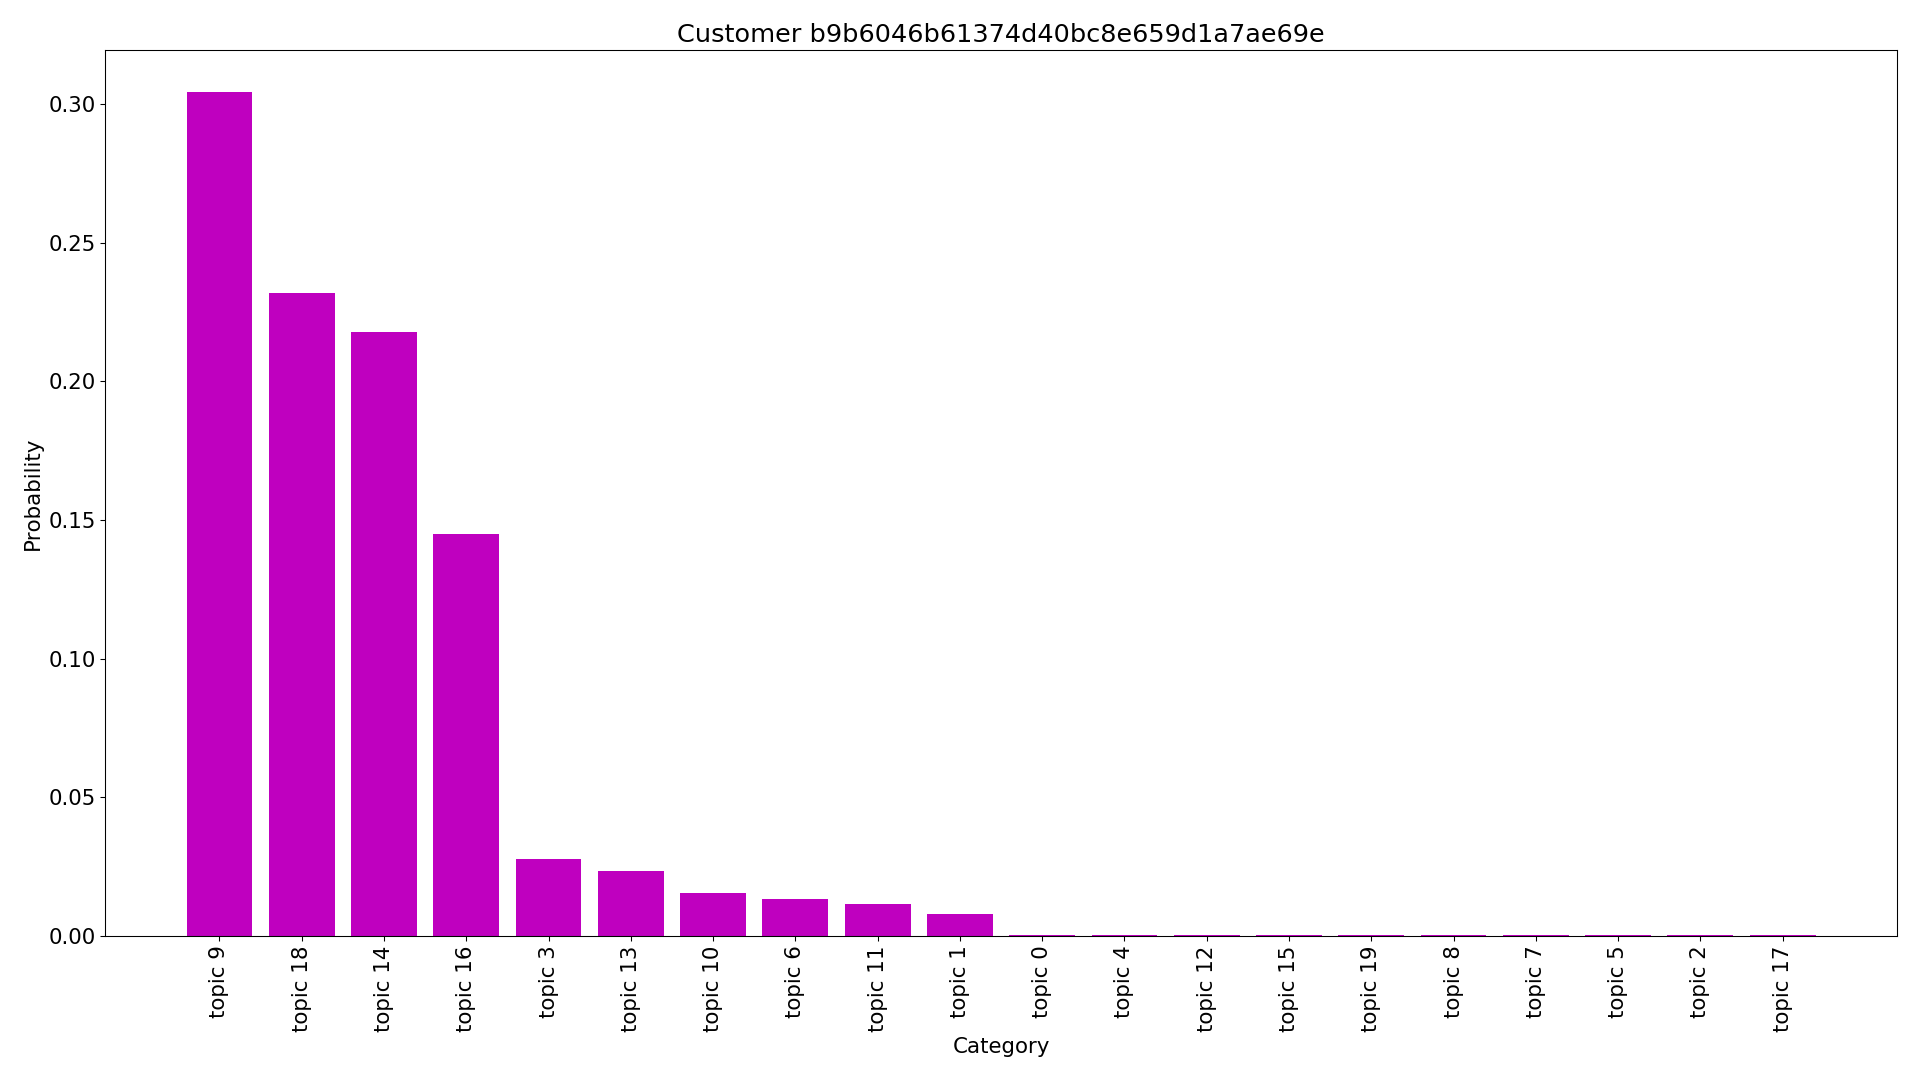 Customer b9b6046b61374d40bc8e659d1a7ae69e
Probability
0.30
0.25
0.20
0.15
0.10
0.05
0.00
topic 9
topic 18
topic 14
topic 16
topic 3
topic 13
topic 10
topic 6
topic 11
topic 1
topic 0
topic 4
topic 12
topic 15
topic 19
topic 8
topic 7
topic 5
topic 2
topic 17
Category